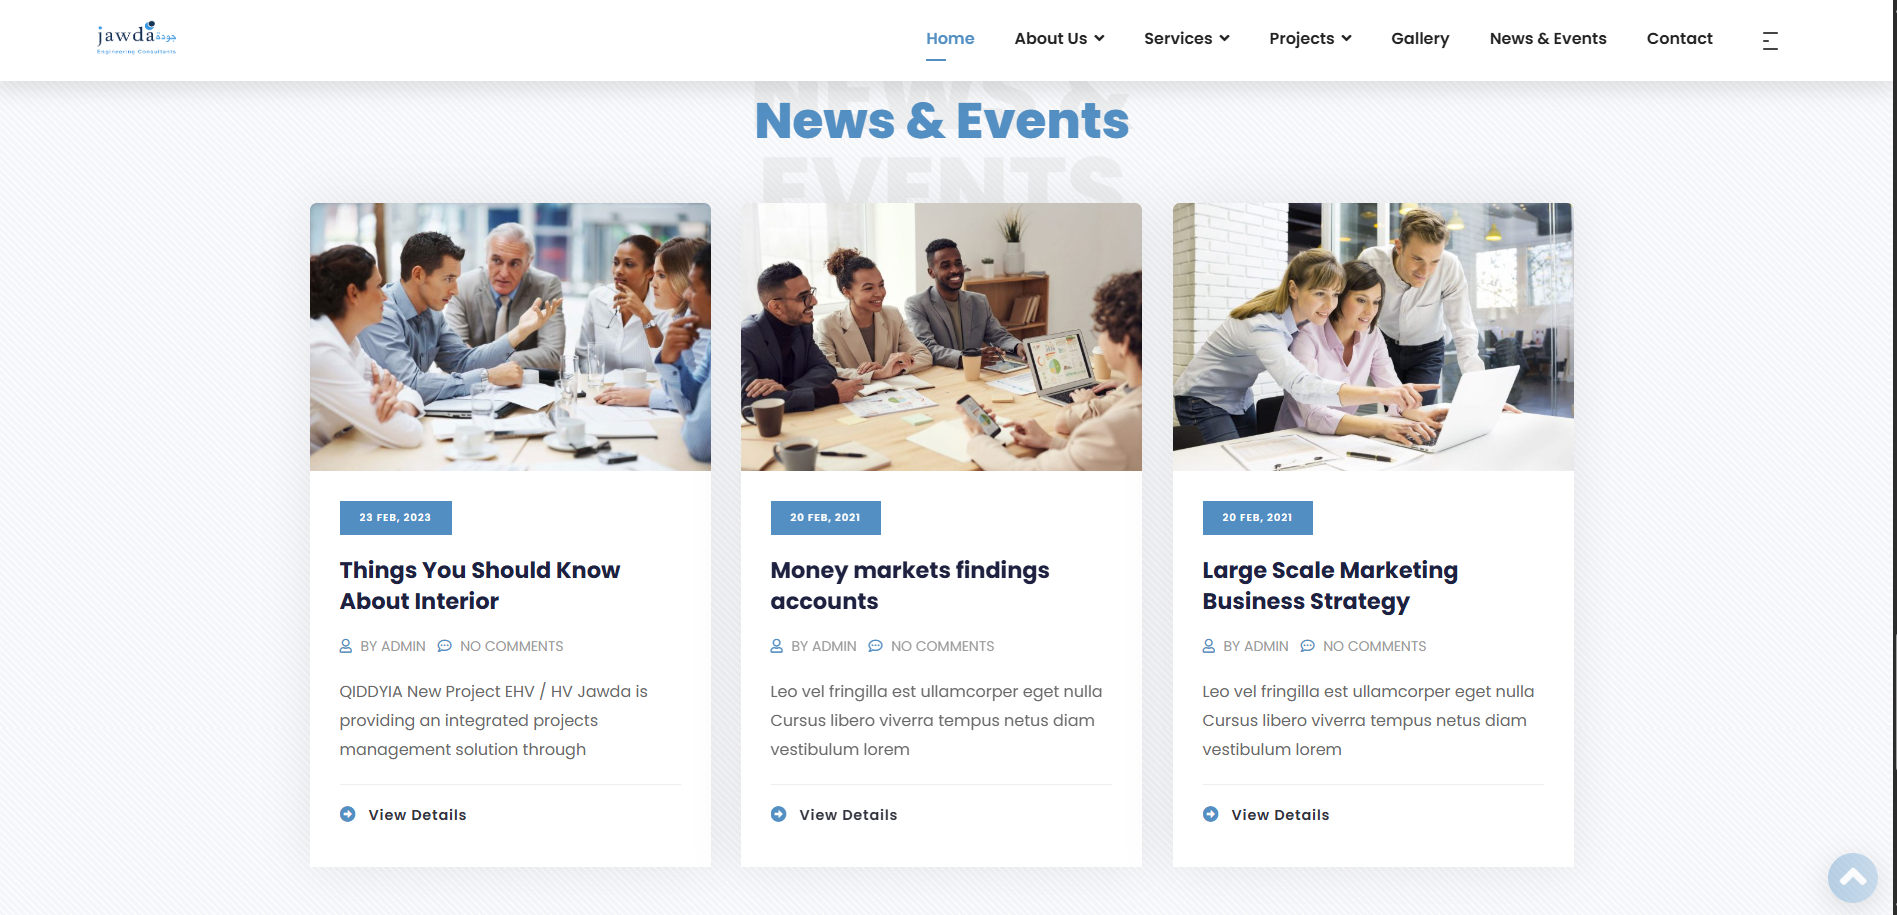 jawda جودة
Engineering Consultants
Home About Us Services Projects Gallery News & Events Contact
NEWS &
News & Events
EVENTS
23 FEB, 2023
Things You Should Know
About Interior
BY ADMIN NO COMMENTS
QIDDYIA New Project EHV / HV Jawda is
providing an integrated projects
management solution through
View Details
20 FEB, 2021
Money markets findings
accounts
BY ADMIN NO COMMENTS
Leo vel fringilla est ullamcorper eget nulla
Cursus libero viverra tempus netus diam
vestibulum lorem
View Details
20 FEB, 2021
Large Scale Marketing
Business Strategy
BY ADMIN NO COMMENTS
Leo vel fringilla est ullamcorper eget nulla
Cursus libero viverra tempus netus diam
vestibulum lorem
View Details